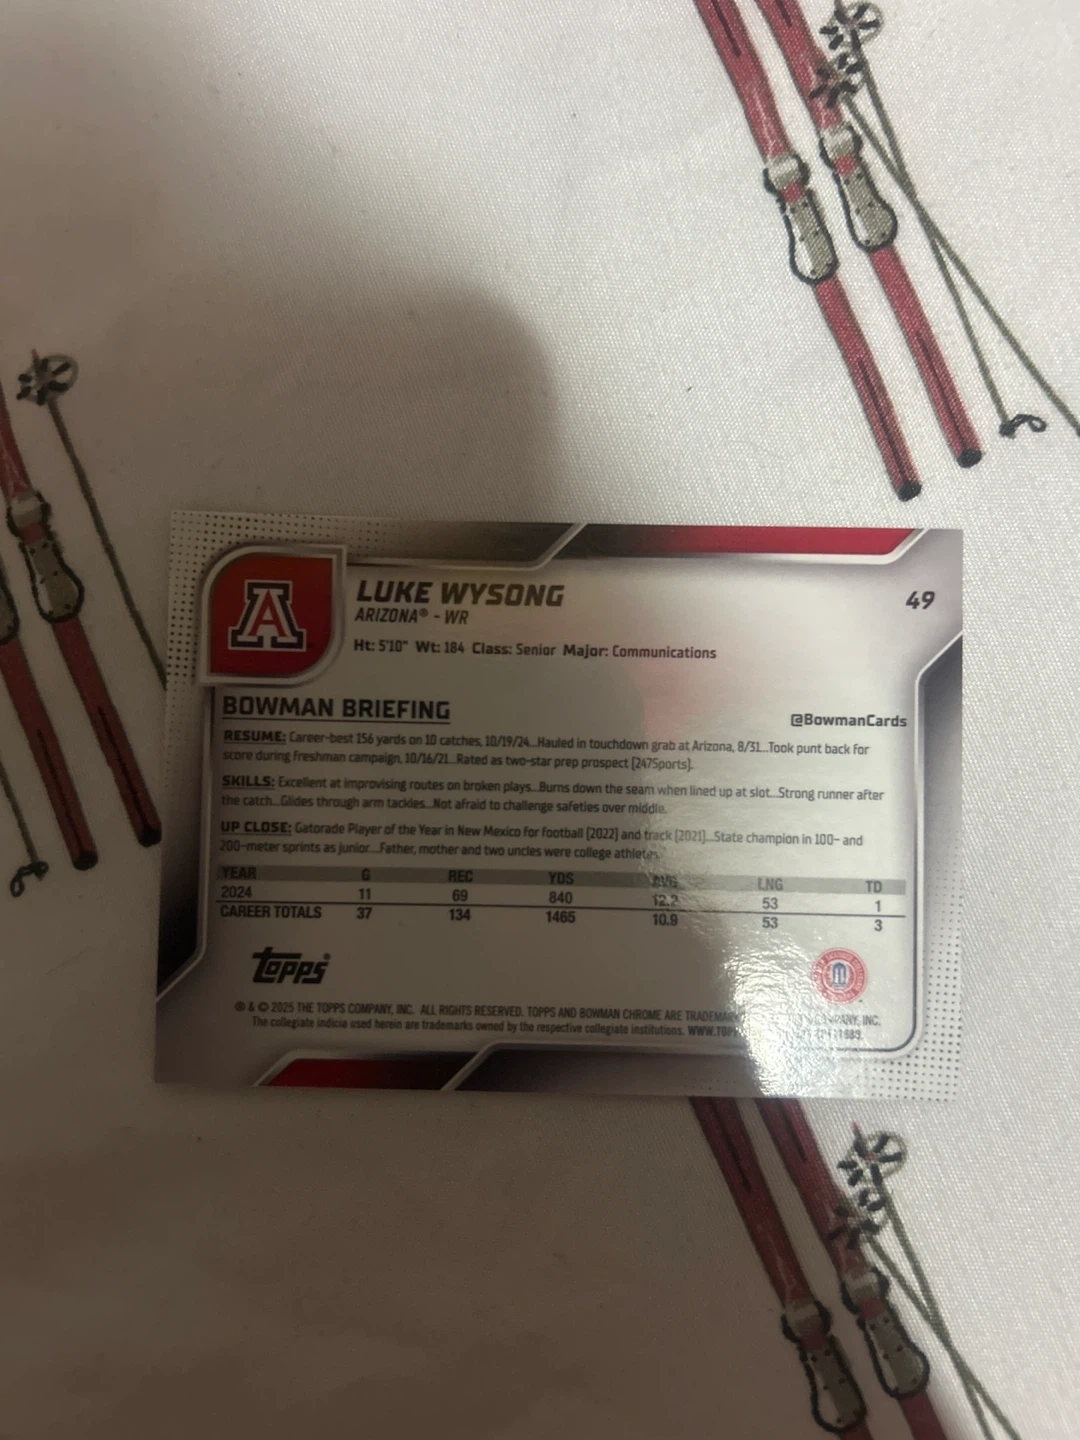 A
LUKE WYSONG
49
ARIZONA® - WR
Ht: 5'10" Wt: 184 Class: Senior Major: Communications
BOWMAN BRIEFING
@BowmanCards
RESUME: Career-best 156 yards on 10 catches, 10/19/24...Hauled in touchdown grab at Arizona, 8/31...Took punt back for
score during Freshman campaign, 10/16/21...Rated as two-star prep prospect (247Sports).
SKILLS: Excellent at improvising routes on broken plays...Burns down the seam when lined up at slot...Strong runner after
the catch...Glides through arm tackles...Not afraid to challenge safeties over middle.
UP CLOSE: Gatorade Player of the Year in New Mexico for football (2022) and track (2021)...State champion in 100- and
200-meter sprints as junior...Father, mother and two uncles were college athletes.
YEAR G REC YDS AVG LNG TD
2024 11 69 840 12.2 53 1
CAREER TOTALS 37 134 1465 10.9 53 3
topps®
® & © 2025 THE TOPPS COMPANY, INC. ALL RIGHTS RESERVED. TOPPS AND BOWMAN CHROME ARE TRADEMARKS COMPANY, INC.
The collegiate indicia used herein are trademarks owned by the respective collegiate institutions.